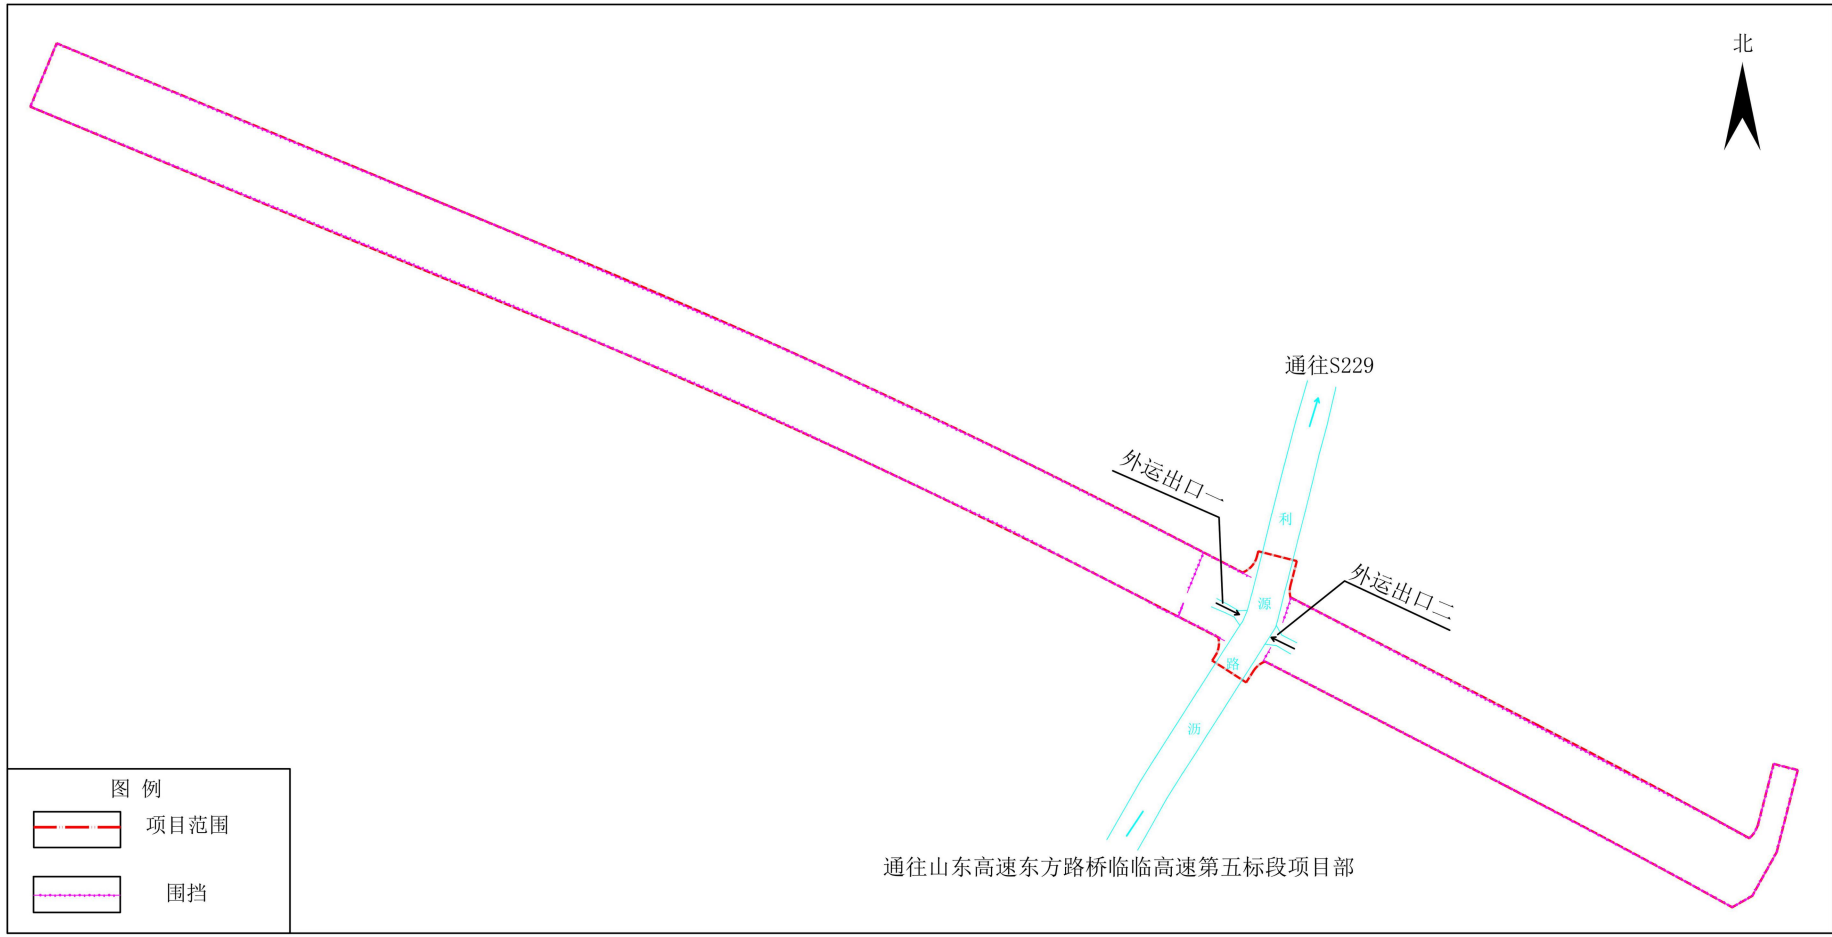 北
通往S229
外运出口一
利
外运出口二
源
路
沥
通往山东高速东方路桥临临高速第五标段项目部
图 例
项目范围
围挡